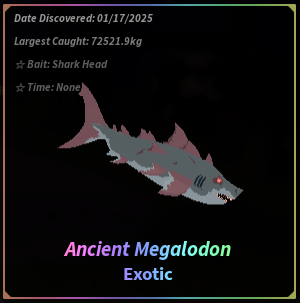 Date Discovered: 01/17/2025
Largest Caught: 72521.9kg
☆ Bait: Shark Head
☆ Time: None
Ancient Megalodon
Exotic